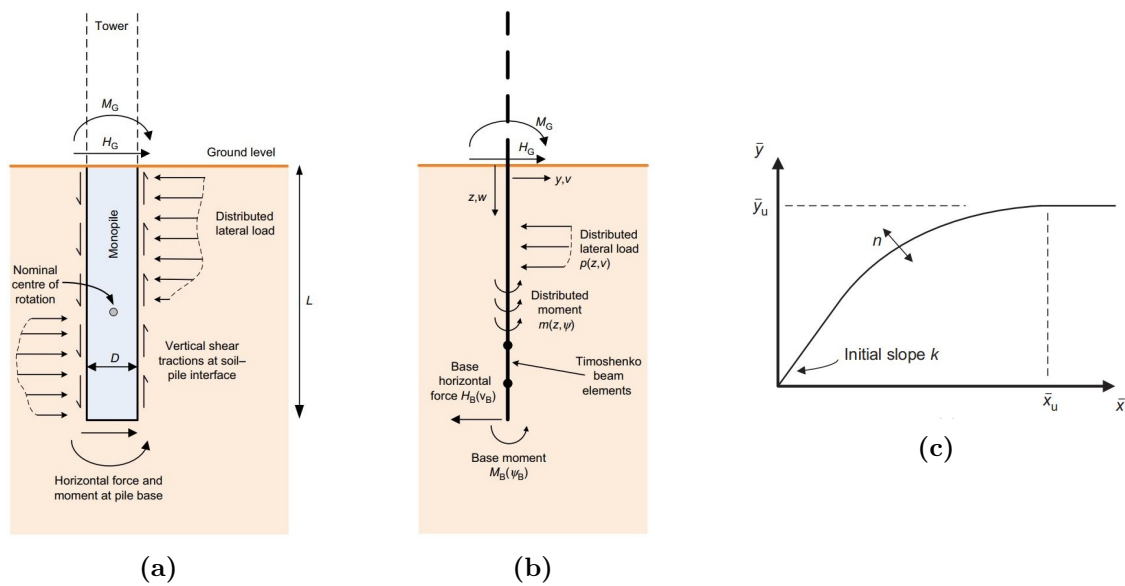 Tower
M_G
H_G
Ground level
Monopile
Distributed
lateral load
Nominal
centre of
rotation
L
D
Vertical shear
tractions at soil–
pile interface
Horizontal force and
moment at pile base
(a)
M_G
H_G
y,v
z,w
Distributed
lateral load
p(z,v)
Distributed
moment
m(z,ψ)
Base
horizontal
force H_B(v_B)
Timoshenko
beam
elements
Base moment
M_B(ψ_B)
(b)
ȳ
ȳ_u
n
Initial slope k
x̄_u
x̄
(c)